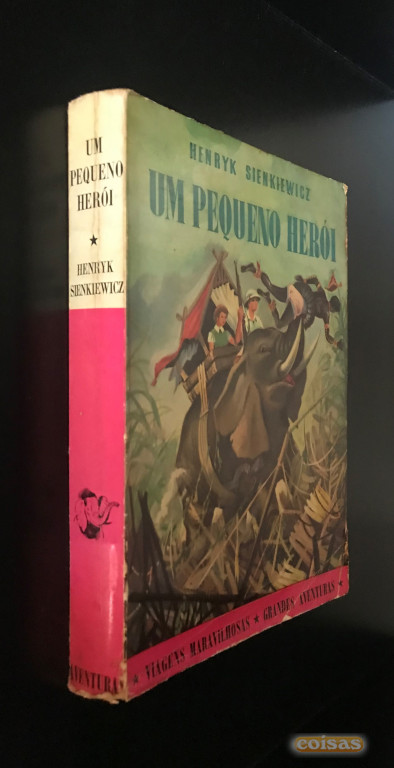 UM
PEQUENO
HERÓI
★
HENRYK
SIENKIEWICZ
AVENTURAS
HENRYK SIENKIEWICZ
UM PEQUENO HERÓI
★ VIAGENS MARAVILHOSAS ★ GRANDES AVENTURAS ★
coisas